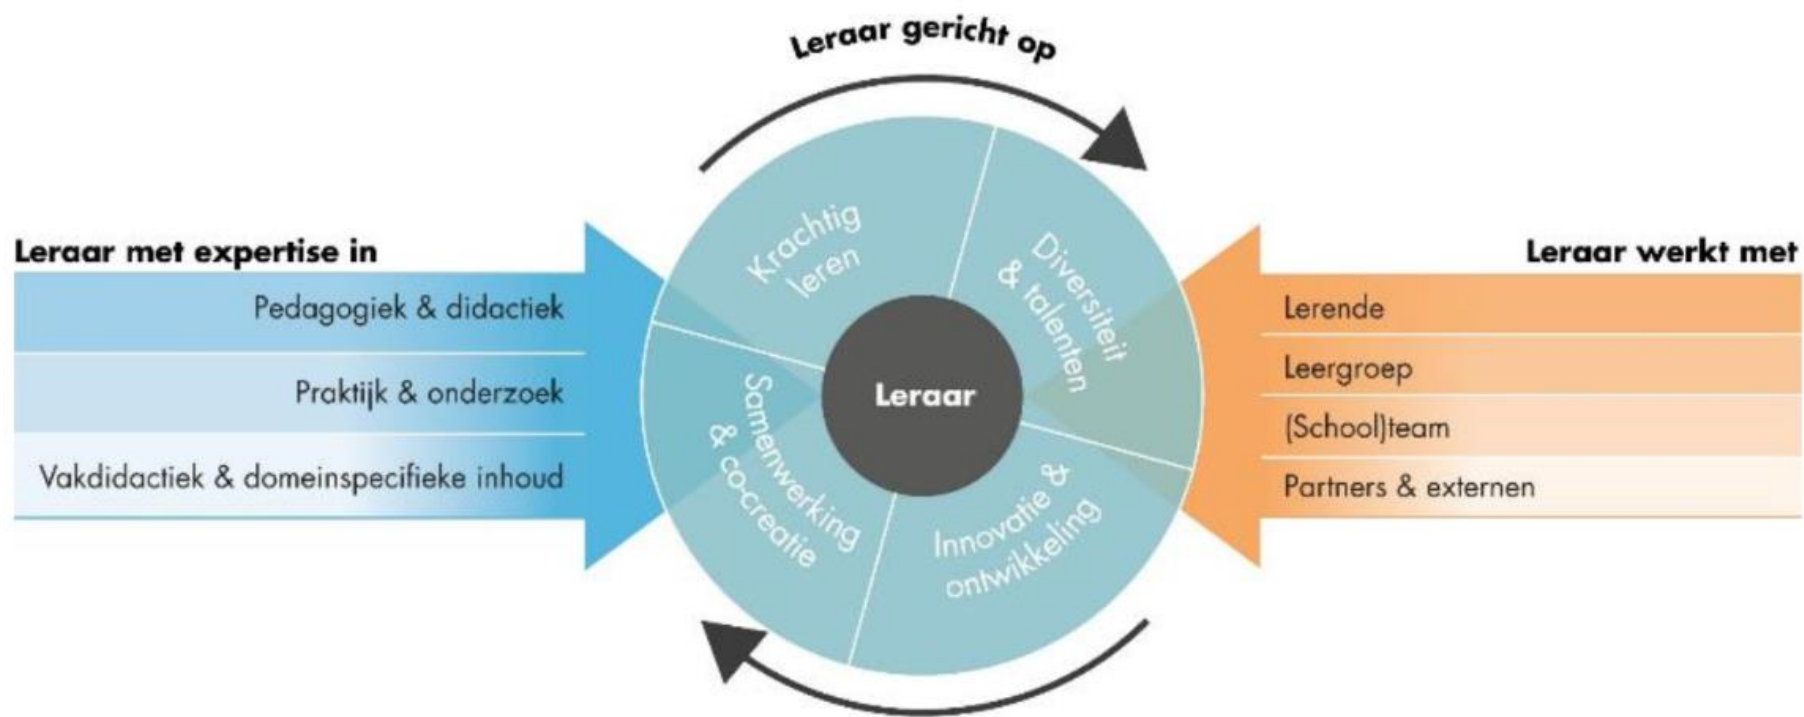 Leraar gericht op
Leraar met expertise in
Pedagogiek & didactiek
Praktijk & onderzoek
Vakdidactiek & domeinspecifieke inhoud
Krachtig
leren
Diversiteit
& talenten
Leraar
Samenwerking
& co-creatie
Innovatie &
ontwikkeling
Leraar werkt met
Lerende
Leergroep
(School)team
Partners & externen